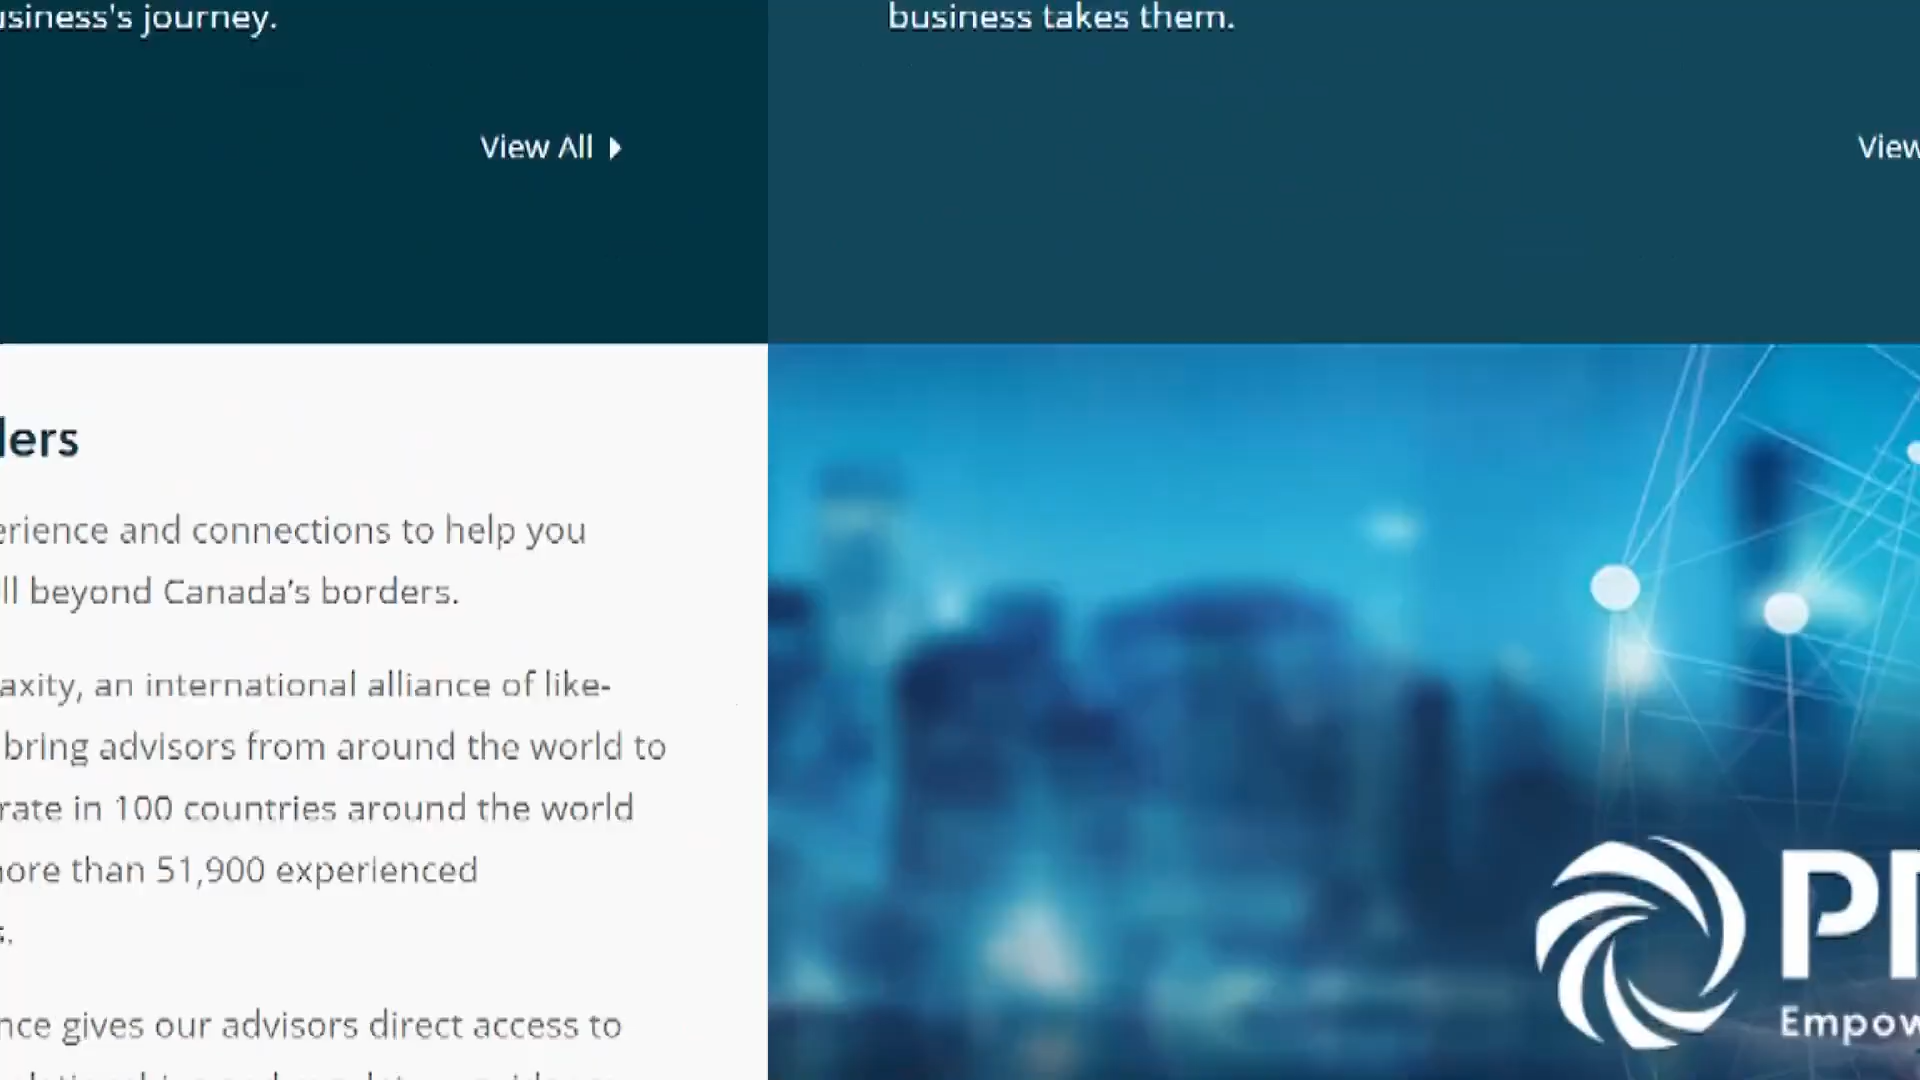 usiness's journey.
business takes them.
View All
View
lers
erience and connections to help you
ll beyond Canada’s borders.
axity, an international alliance of like-
bring advisors from around the world to
rate in 100 countries around the world
ore than 51,900 experienced
s.
nce gives our advisors direct access to
P
Empow